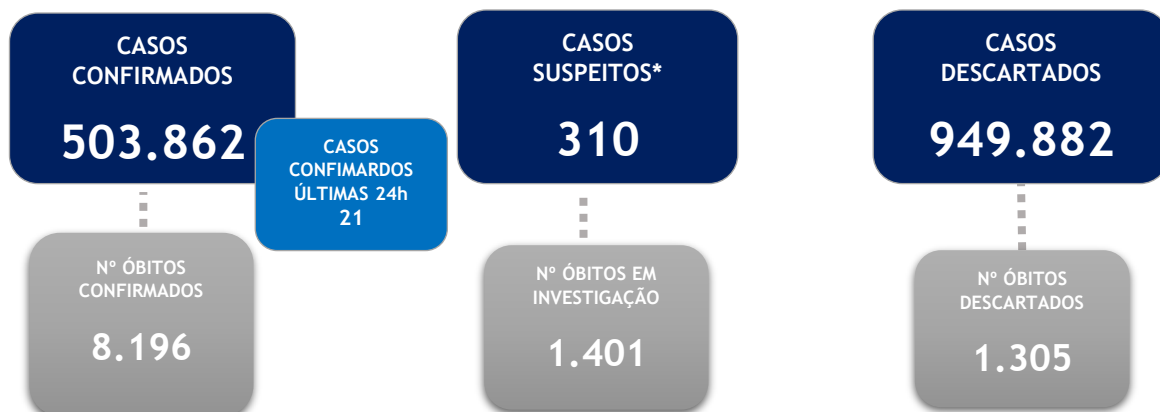 CASOS
CONFIRMADOS
503.862
CASOS
CONFIMARDOS
ÚLTIMAS 24h
21
Nº ÓBITOS
CONFIRMADOS
8.196
CASOS
SUSPEITOS*
310
Nº ÓBITOS EM
INVESTIGAÇÃO
1.401
CASOS
DESCARTADOS
949.882
Nº ÓBITOS
DESCARTADOS
1.305